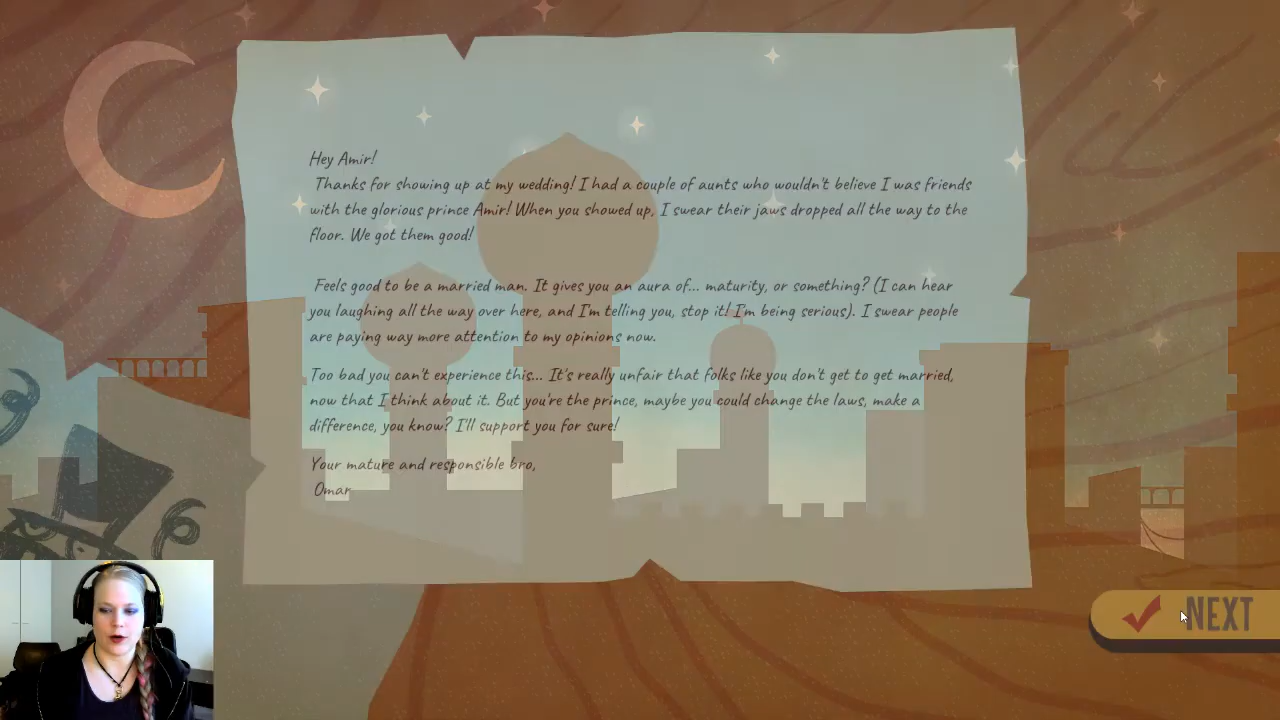 Hey Amir!
Thanks for showing up at my wedding! I had a couple of aunts who wouldn't believe I was friends
with the glorious prince Amir! When you showed up, I swear their jaws dropped all the way to the
floor. We got them good!
Feels good to be a married man. It gives you an aura of... maturity, or something? (I can hear
you laughing all the way over here, and I'm telling you, stop it! I'm being serious). I swear people
are paying way more attention to my opinions now.
Too bad you can't experience this... It's really unfair that folks like you don't get to get married,
now that I think about it. But you're the prince, maybe you could change the laws, make a
difference, you know? I'll support you for sure!
Your mature and responsible bro,
Omar
NEXT